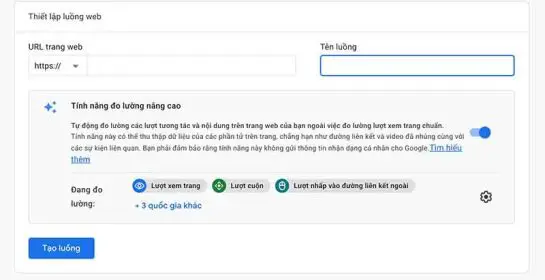 Thiết lập luồng web
URL trang web
Tên luồng
https://
Tính năng đo lường nâng cao
Tự động đo lường các lượt tương tác và nội dung trên trang web của bạn ngoài việc đo lường lượt xem trang chuẩn.
Tính năng này có thể thu thập dữ liệu của các phần tử trên trang, chẳng hạn như đường liên kết và video đã nhúng cùng với
các sự kiện liên quan. Bạn phải đảm bảo rằng tính năng này không gửi thông tin nhận dạng cá nhân cho Google.Tìm hiểu
thêm
Đang đo
lường:
Lượt xem trang
Lượt cuộn
Lượt nhấp vào đường liên kết ngoài
+ 3 quốc gia khác
Tạo luồng